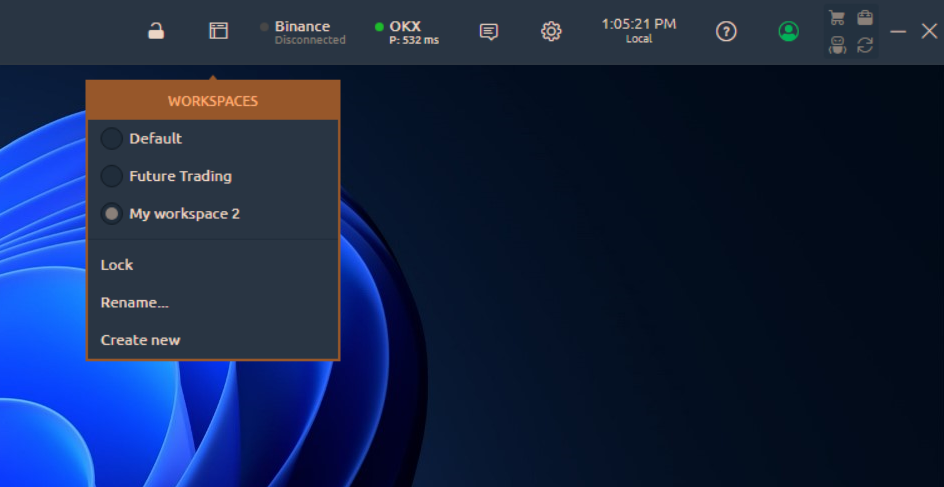 Binance
Disconnected
OKX
P: 532 ms
1:05:21 PM
Local
?
WORKSPACES
Default
Future Trading
My workspace 2
Lock
Rename...
Create new